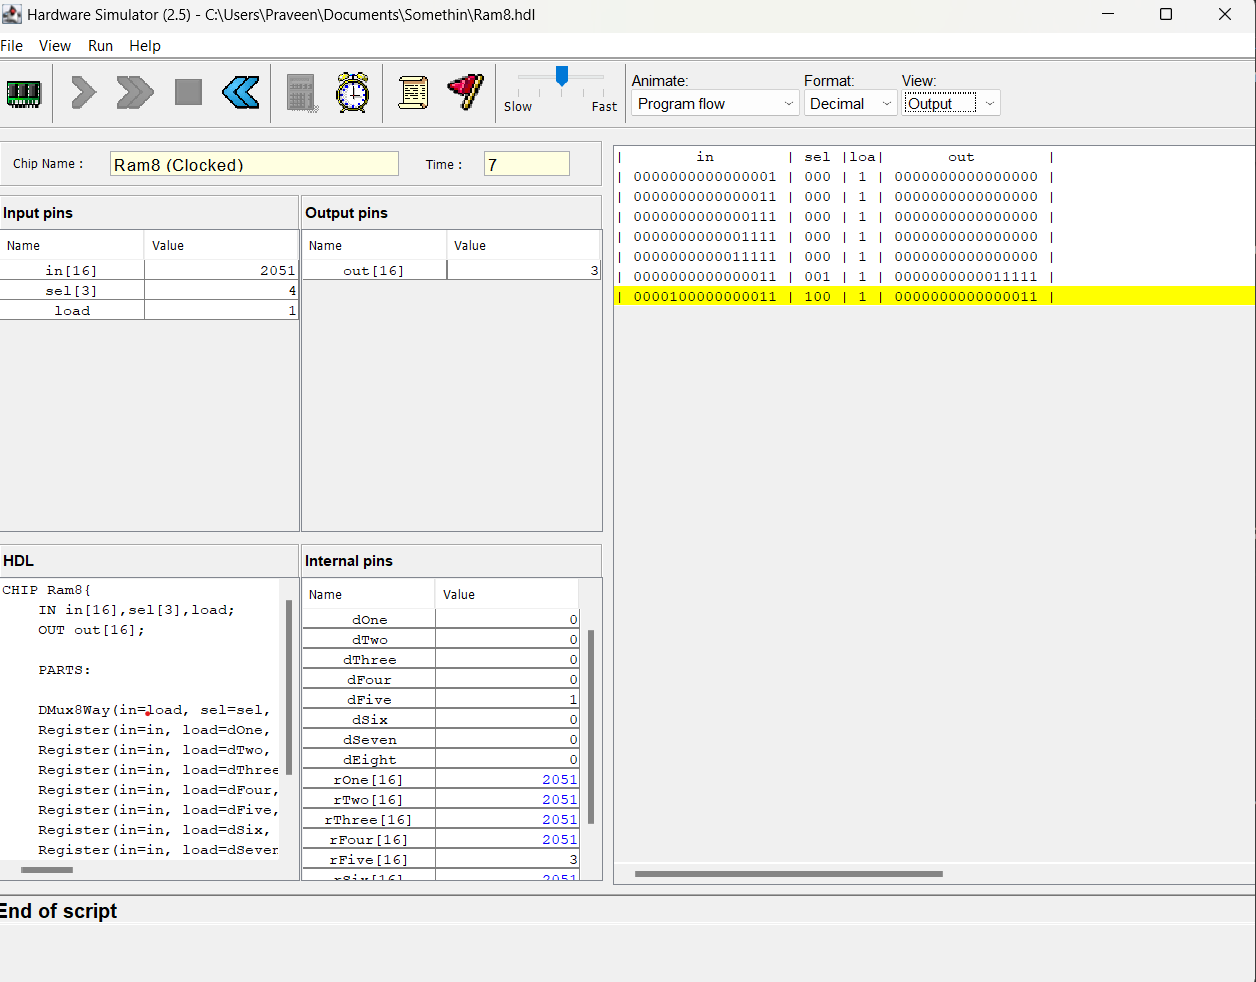 Hardware Simulator (2.5) - C:\Users\Praveen\Documents\Somethin\Ram8.hdl
File View Run Help
Slow Fast
Animate: Format: View:
Program flow Decimal Output
Chip Name : Ram8 (Clocked) Time : 7
Input pins
Name Value
in[16] 2051
sel[3] 4
load 1
Output pins
Name Value
out[16] 3
HDL
CHIP Ram8{
IN in[16],sel[3],load;
OUT out[16];
PARTS:
DMux8Way(in=load, sel=sel,
Register(in=in, load=dOne,
Register(in=in, load=dTwo,
Register(in=in, load=dThree
Register(in=in, load=dFour,
Register(in=in, load=dFive,
Register(in=in, load=dSix,
Register(in=in, load=dSeven
Internal pins
Name Value
dOne 0
dTwo 0
dThree 0
dFour 0
dFive 1
dSix 0
dSeven 0
dEight 0
rOne[16] 2051
rTwo[16] 2051
rThree[16] 2051
rFour[16] 2051
rFive[16] 3
rSix[16] 2051
| in | sel |loa| out |
| 0000000000000001 | 000 | 1 | 0000000000000000 |
| 0000000000000011 | 000 | 1 | 0000000000000000 |
| 0000000000000111 | 000 | 1 | 0000000000000000 |
| 0000000000001111 | 000 | 1 | 0000000000000000 |
| 0000000000011111 | 000 | 1 | 0000000000000000 |
| 0000000000000011 | 001 | 1 | 0000000000011111 |
| 0000100000000011 | 100 | 1 | 0000000000000011 |
End of script